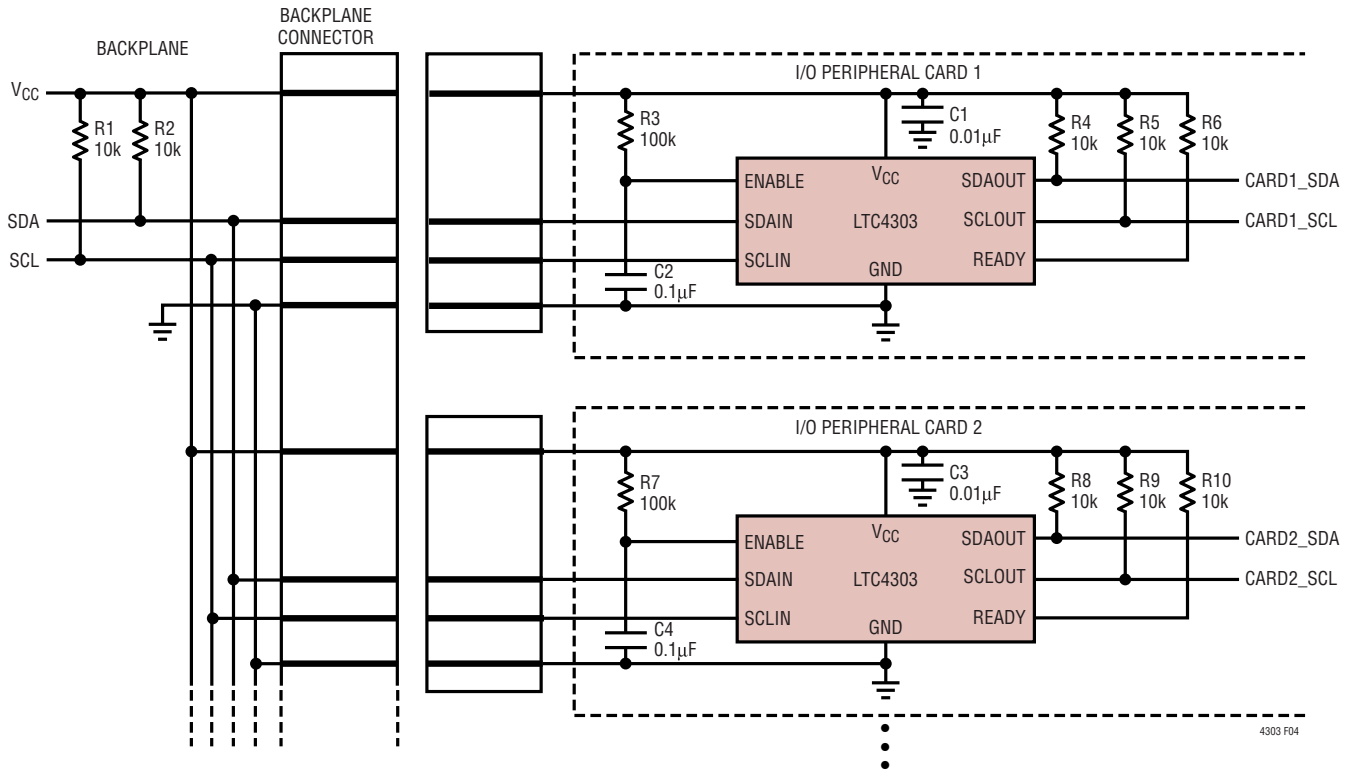 BACKPLANE
CONNECTOR
BACKPLANE
I/O PERIPHERAL CARD 1
VCC
R1
10k
R2
10k
R3
100k
C1
0.01µF
R4
10k
R5
10k
R6
10k
ENABLE
VCC
SDAOUT
CARD1_SDA
SDA
SDAIN
LTC4303
SCLOUT
CARD1_SCL
SCL
SCLIN
GND
READY
C2
0.1µF
I/O PERIPHERAL CARD 2
R7
100k
C3
0.01µF
R8
10k
R9
10k
R10
10k
ENABLE
VCC
SDAOUT
CARD2_SDA
SDAIN
LTC4303
SCLOUT
CARD2_SCL
SCLIN
GND
READY
C4
0.1µF
4303 F04